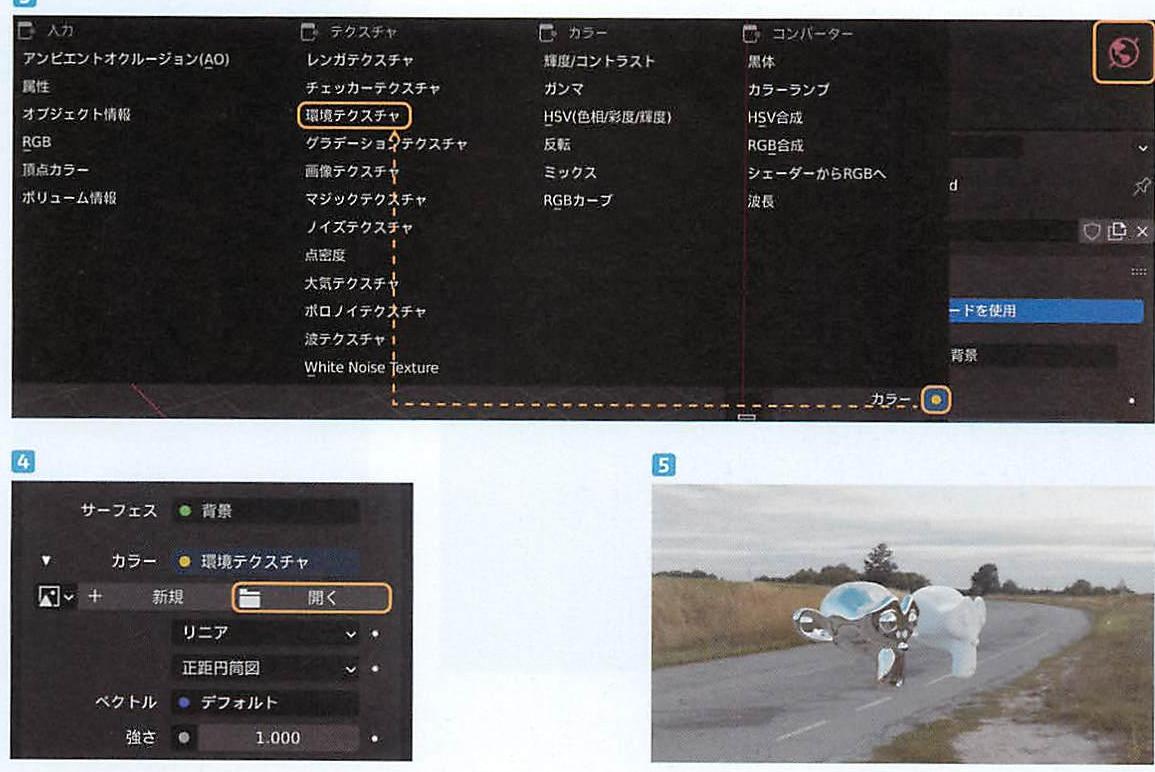 3
入力
アンビエントオクルージョン(AO)
属性
オブジェクト情報
RGB
頂点カラー
ボリューム情報
テクスチャ
レンガテクスチャ
チェッカーテクスチャ
環境テクスチャ
グラデーションテクスチャ
画像テクスチャ
マジックテクスチャ
ノイズテクスチャ
点密度
大気テクスチャ
ボロノイテクスチャ
波テクスチャ
White Noise Texture
カラー
輝度/コントラスト
ガンマ
HSV(色相/彩度/輝度)
反転
ミックス
RGBカーブ
コンバーター
黒体
カラーランプ
HSV合成
RGB合成
シェーダーからRGBへ
波長
d
ードを使用
背景
カラー
4
サーフェス 背景
カラー 環境テクスチャ
新規 開く
リニア
正距円筒図
ベクトル デフォルト
強さ 1.000
5